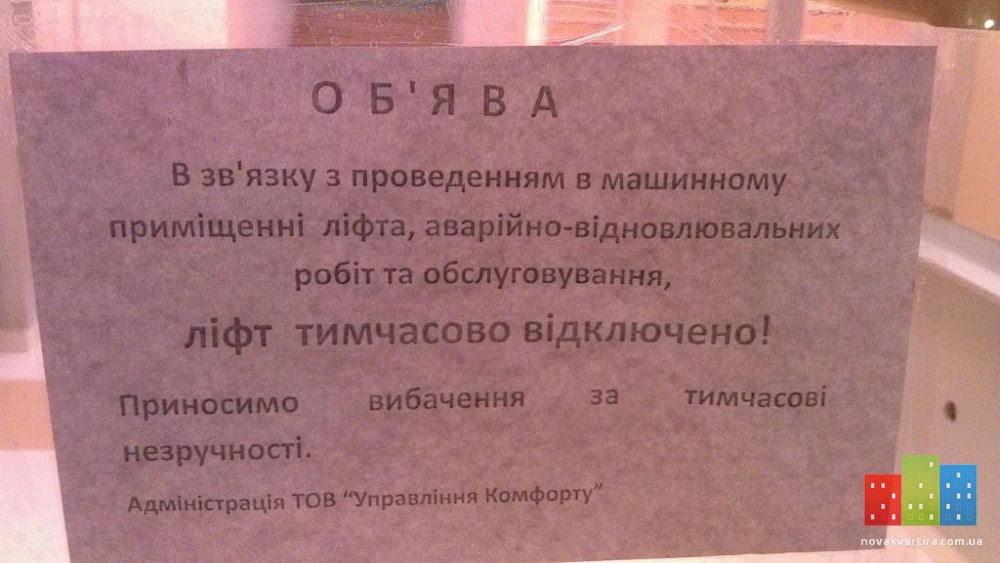 О Б'Я В А
В зв'язку з проведенням в машинному
приміщенні ліфта, аварійно-відновлювальних
робіт та обслуговування,
ліфт тимчасово відключено!
Приносимо вибачення за тимчасові
незручності.
Адміністрація ТОВ “Управління Комфорту”
novakvartira.com.ua